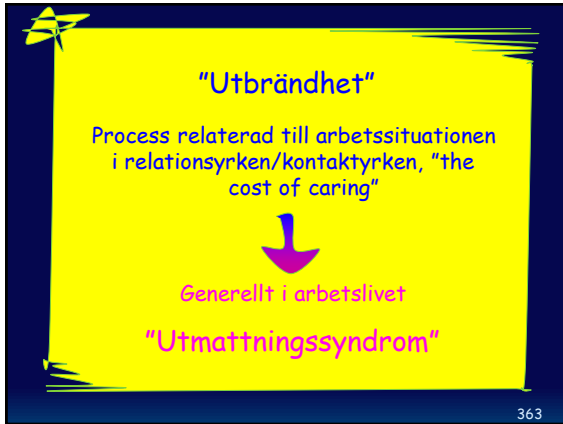 "Utbrändhet"
Process relaterad till arbetssituationen
i relationsyrken/kontaktyrken, "the
cost of caring"
Generellt i arbetslivet
"Utmattningssyndrom"
363